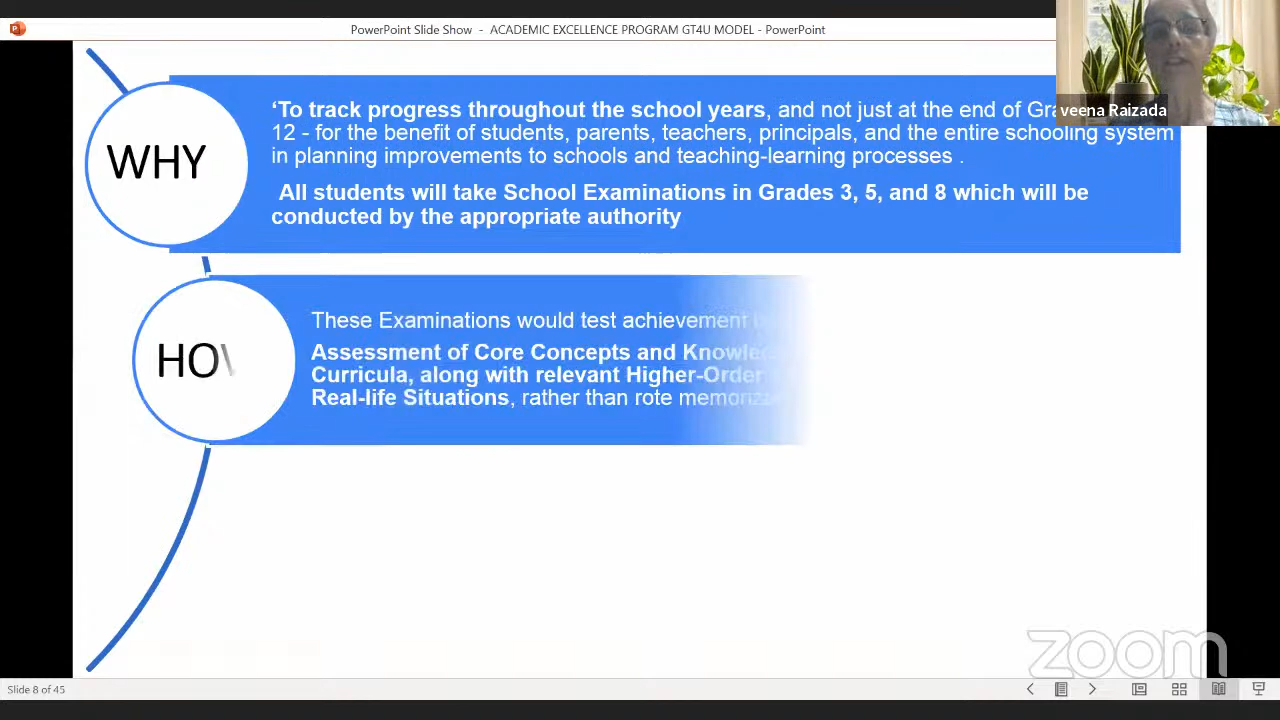 PowerPoint Slide Show - ACADEMIC EXCELLENCE PROGRAM GT4U MODEL - PowerPoint
veena Raizada
WHY
‘To track progress throughout the school years, and not just at the end of
12 - for the benefit of students, parents, teachers, principals, and the entire schooling system
in planning improvements to schools and teaching-learning processes .
All students will take School Examinations in Grades 3, 5, and 8 which will be
conducted by the appropriate authority
These Examinations would test achievement
Assessment of Core Concepts and
Curricula, along with relevant Higher-Order
Real-life Situations, rather than rote
zoom
Slide 8 of 45